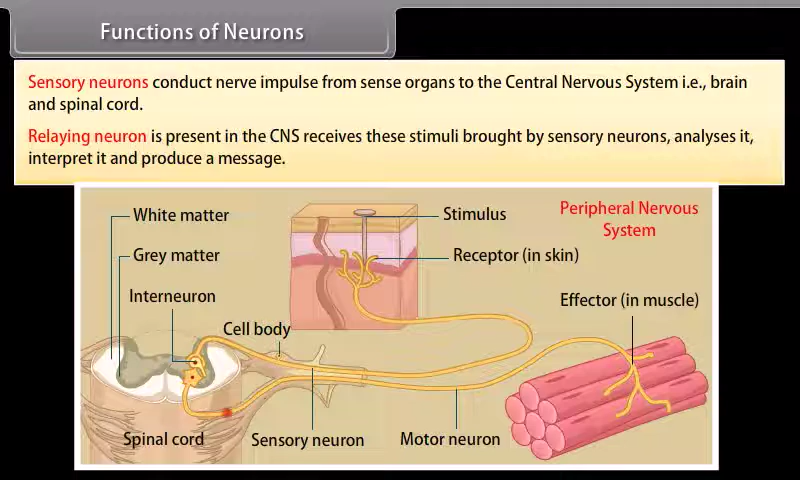 Functions of Neurons
Sensory neurons conduct nerve impulse from sense organs to the Central Nervous System i.e., brain
and spinal cord.
Relaying neuron is present in the CNS receives these stimuli brought by sensory neurons, analyses it,
interpret it and produce a message.
White matter
Stimulus
Peripheral Nervous
System
Grey matter
Receptor (in skin)
Interneuron
Effector (in muscle)
Cell body
Spinal cord
Sensory neuron
Motor neuron